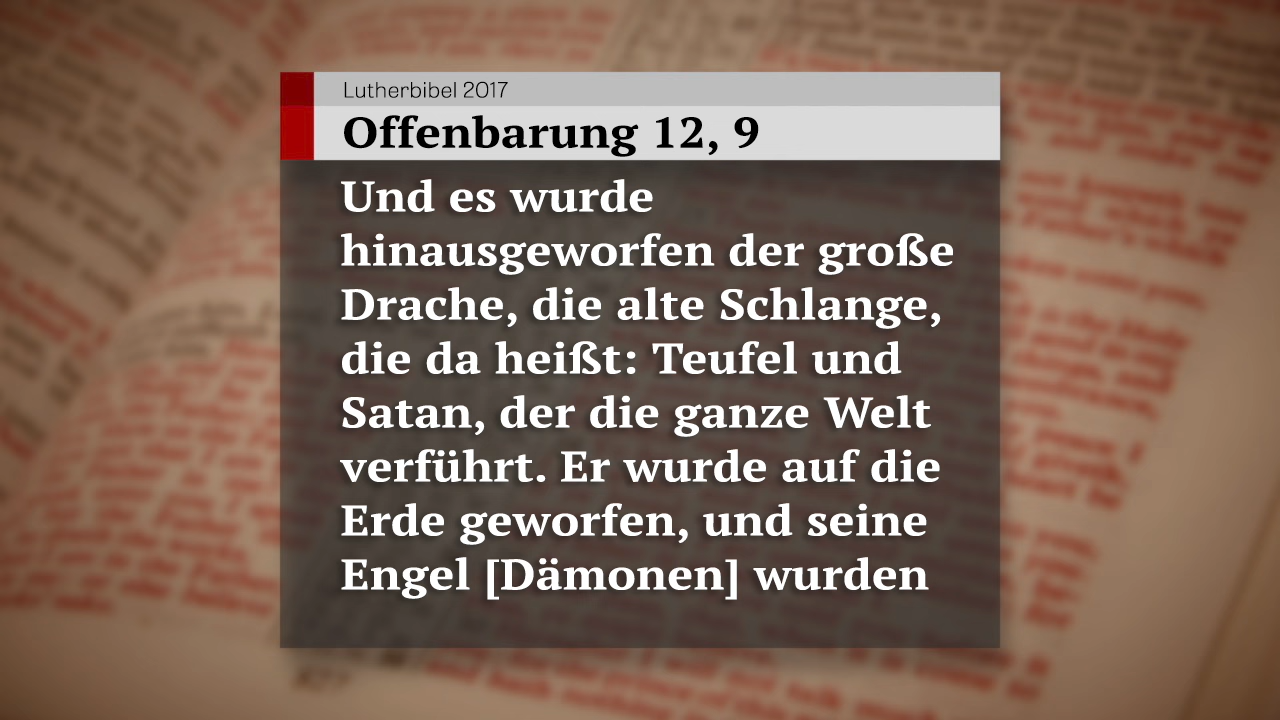 Lutherbibel 2017
Offenbarung 12, 9
Und es wurde
hinausgeworfen der große
Drache, die alte Schlange,
die da heißt: Teufel und
Satan, der die ganze Welt
verführt. Er wurde auf die
Erde geworfen, und seine
Engel [Dämonen] wurden